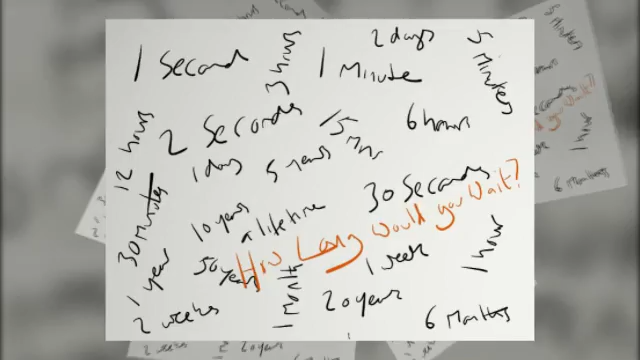 1 Second
3 hours
1 Minute
2 days
5 Minutes
12 hours
2 Seconds
15 Mins
6 hours
1 day
5 years
30 Seconds
30 Minutes
10 years
a lifetime
How Long Would you Wait?
1 year
50 years
1 week
1 hour
2 weeks
1 Month
20 years
6 Months